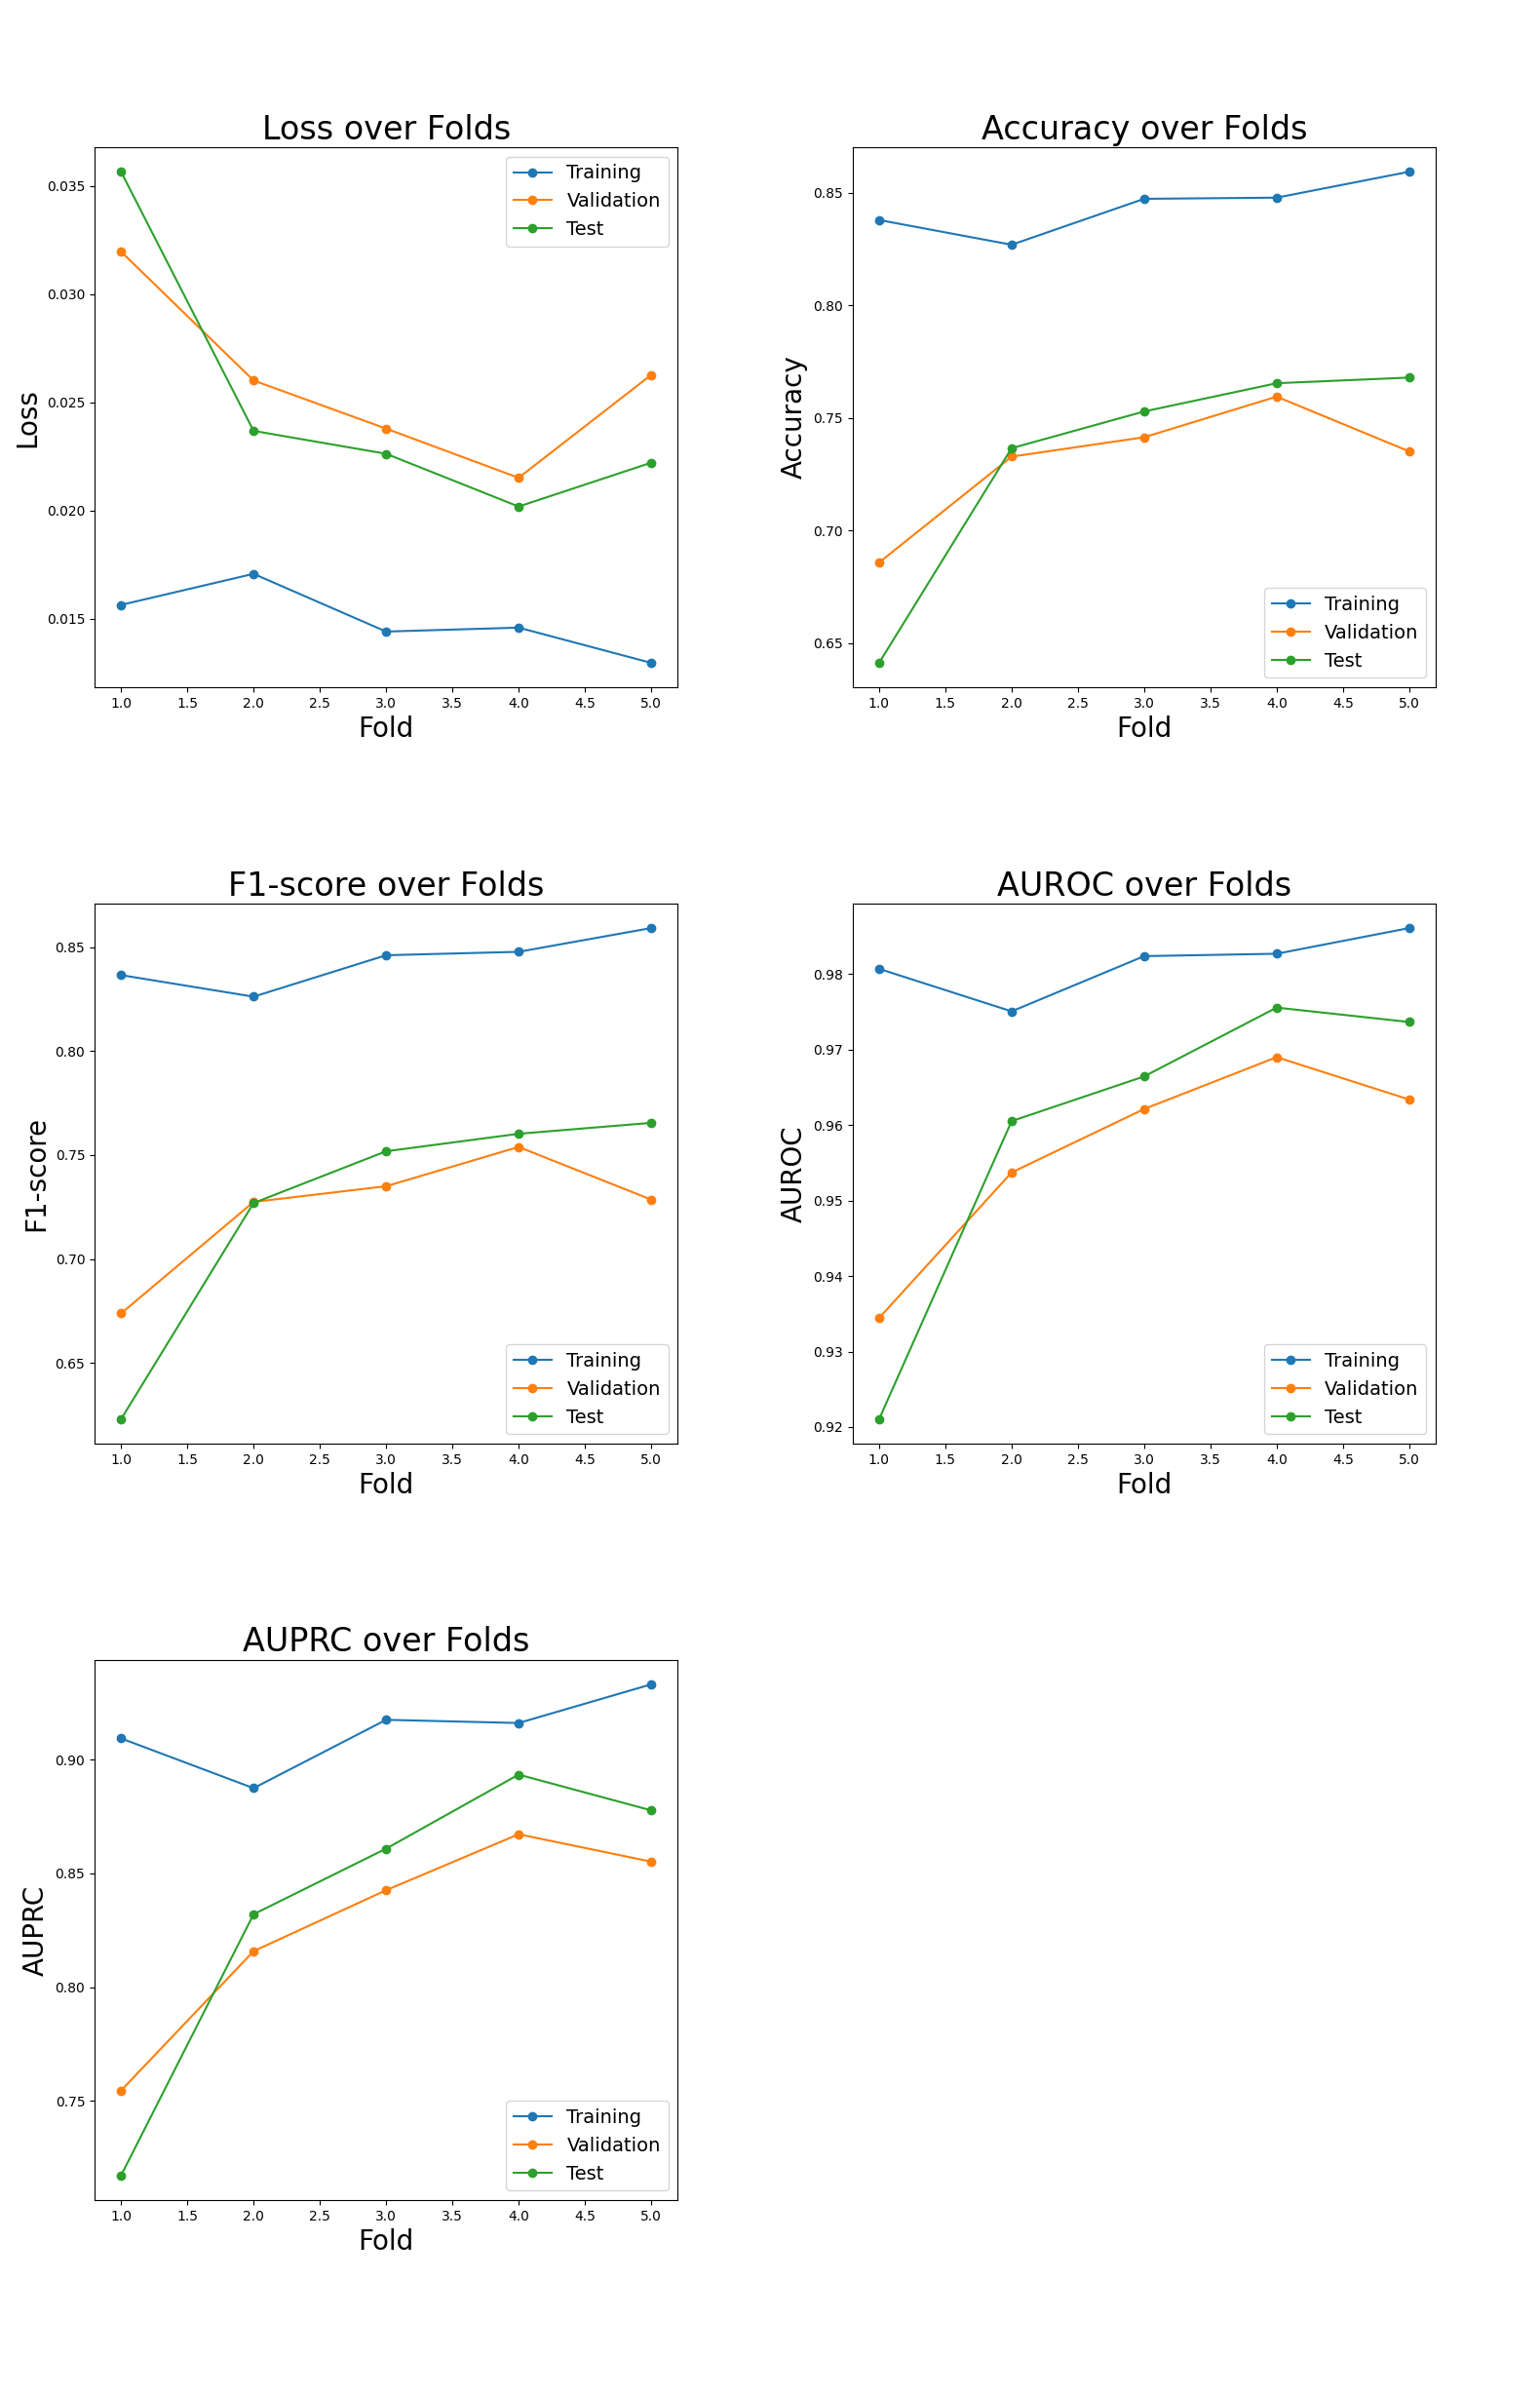 Loss over Folds
Loss
0.035
0.030
0.025
0.020
0.015
Training
Validation
Test
1.0 1.5 2.0 2.5 3.0 3.5 4.0 4.5 5.0
Fold
Accuracy over Folds
Accuracy
0.85
0.80
0.75
0.70
0.65
Training
Validation
Test
1.0 1.5 2.0 2.5 3.0 3.5 4.0 4.5 5.0
Fold
F1-score over Folds
F1-score
0.85
0.80
0.75
0.70
0.65
Training
Validation
Test
1.0 1.5 2.0 2.5 3.0 3.5 4.0 4.5 5.0
Fold
AUROC over Folds
AUROC
0.98
0.97
0.96
0.95
0.94
0.93
0.92
Training
Validation
Test
1.0 1.5 2.0 2.5 3.0 3.5 4.0 4.5 5.0
Fold
AUPRC over Folds
AUPRC
0.90
0.85
0.80
0.75
Training
Validation
Test
1.0 1.5 2.0 2.5 3.0 3.5 4.0 4.5 5.0
Fold